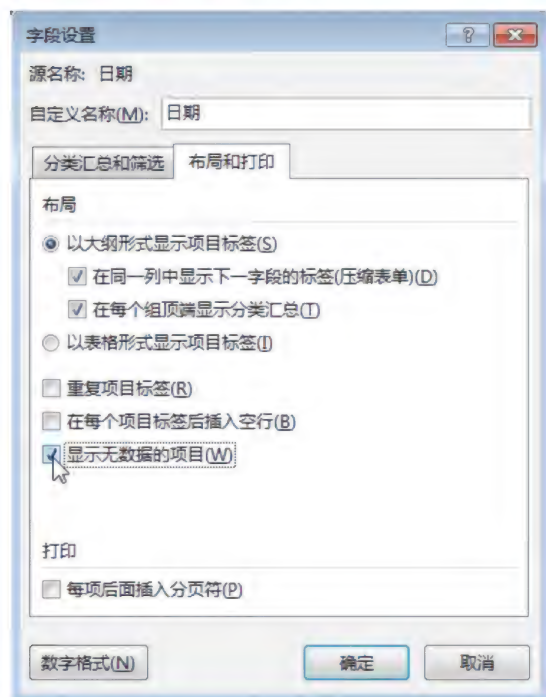 字段设置
源名称: 日期
自定义名称(M): 日期
分类汇总和筛选 布局和打印
布局
以大纲形式显示项目标签(S)
在同一列中显示下一字段的标签(压缩表单)(D)
在每个组顶端显示分类汇总(T)
以表格形式显示项目标签(I)
重复项目标签(R)
在每个项目标签后插入空行(B)
显示无数据的项目(W)
打印
每项后面插入分页符(P)
数字格式(N) 确定 取消